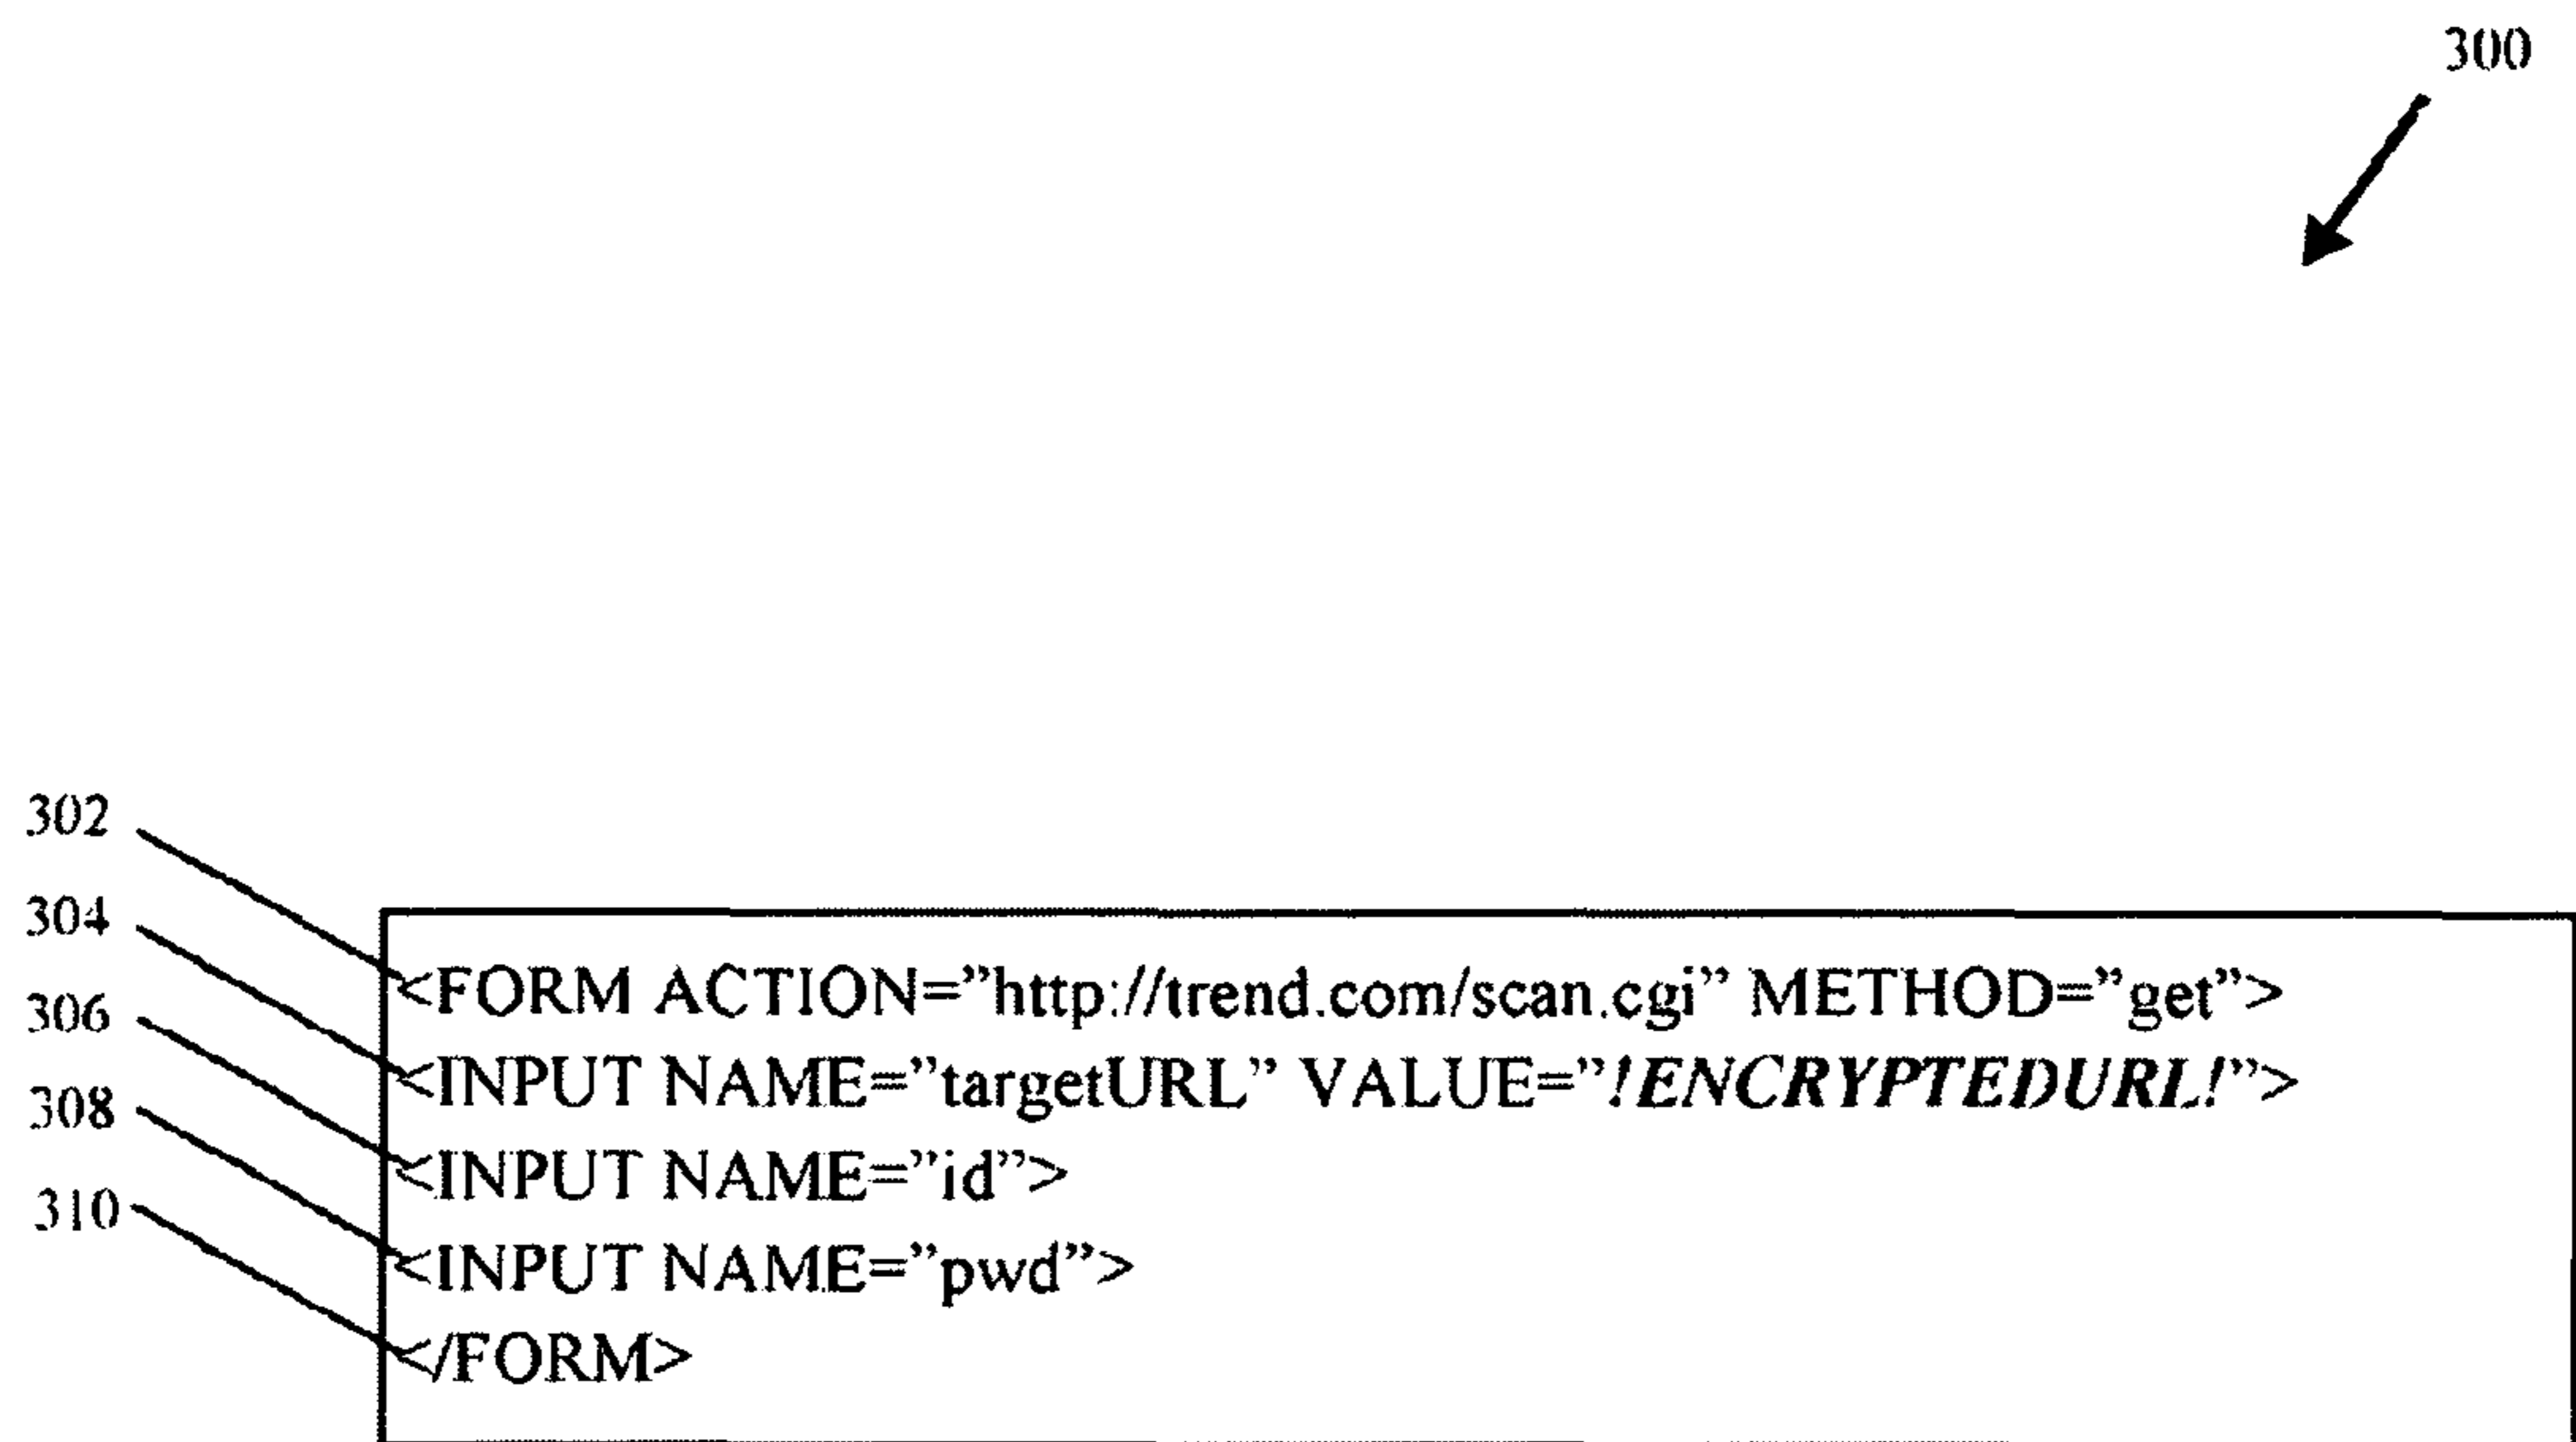 300
302
304
306
308
310
<FORM ACTION=”http://trend.com/scan.cgi” METHOD=”get”>
<INPUT NAME=”targetURL” VALUE=”!ENCRYPTEDURL!”>
<INPUT NAME=”id”>
<INPUT NAME=”pwd”>
</FORM>